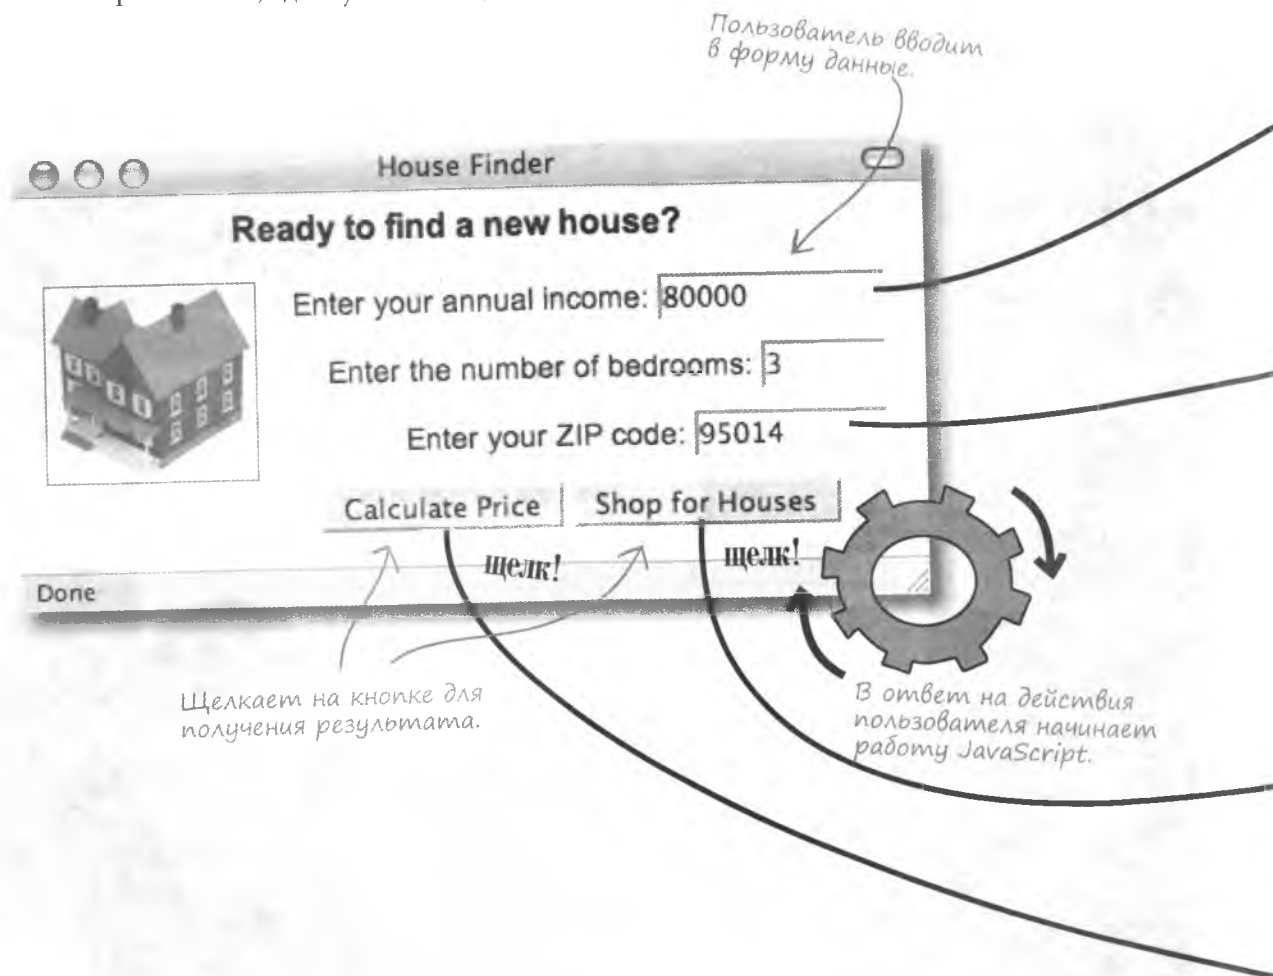 Пользователь вводит
в форму данные.
House Finder
Ready to find a new house?
Enter your annual income: 80000
Enter the number of bedrooms: 3
Enter your ZIP code: 95014
Calculate Price
Shop for Houses
щелк!
щелк!
Done
Щелкает на кнопке для
получения результата.
В ответ на действия
пользователя начинает
работу JavaScript.